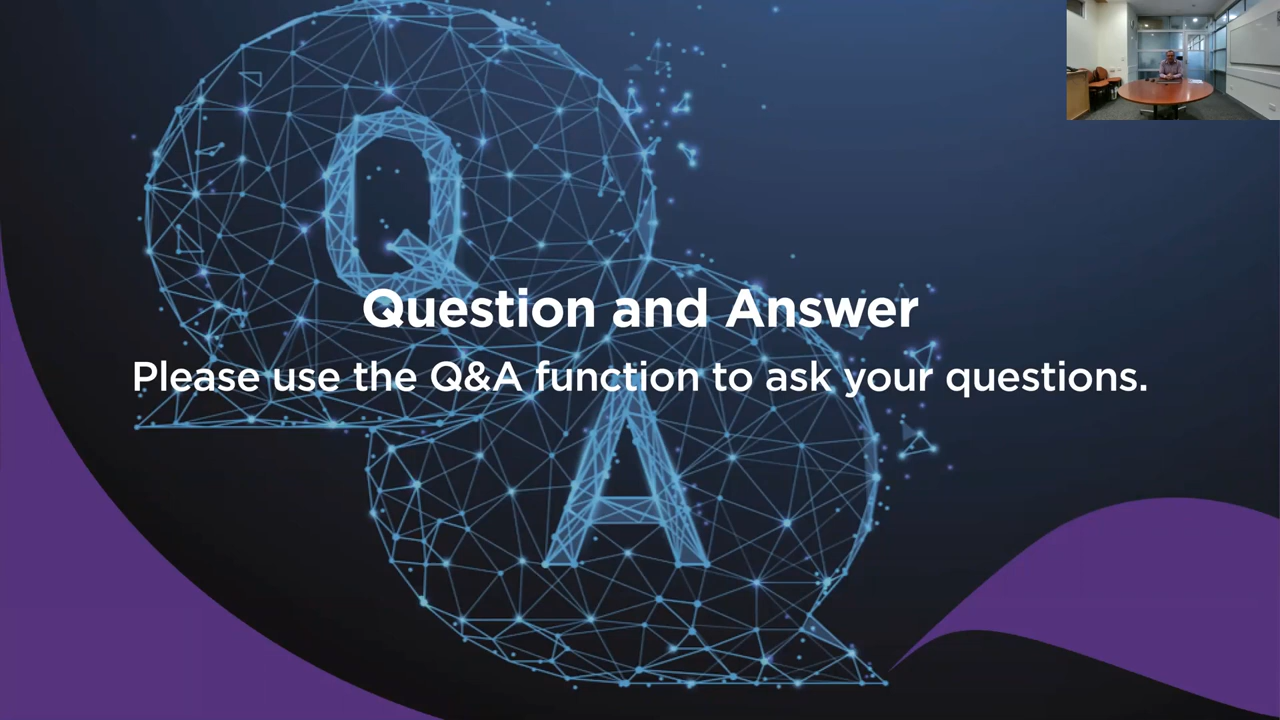 Q
Question and Answer
Please use the Q&A function to ask your questions.
A